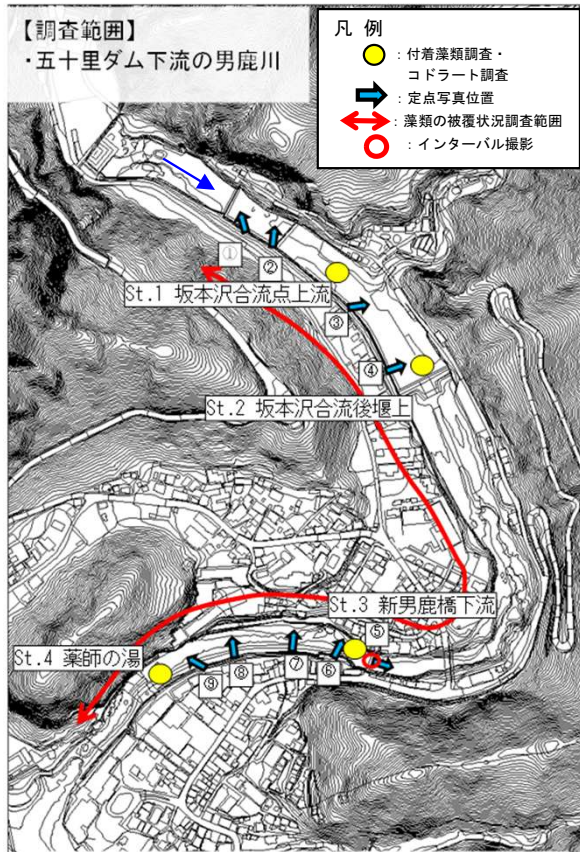 【調査範囲】
・五十里ダム下流の男鹿川
凡 例
：付着藻類調査・
コドラート調査
：定点写真位置
：藻類の被覆状況調査範囲
：インターバル撮影
①
②
St.1 坂本沢合流点上流
③
④
St.2 坂本沢合流後堰上
St.3 新男鹿橋下流
⑤
St.4 薬師の湯
⑨
⑧
⑦
⑥